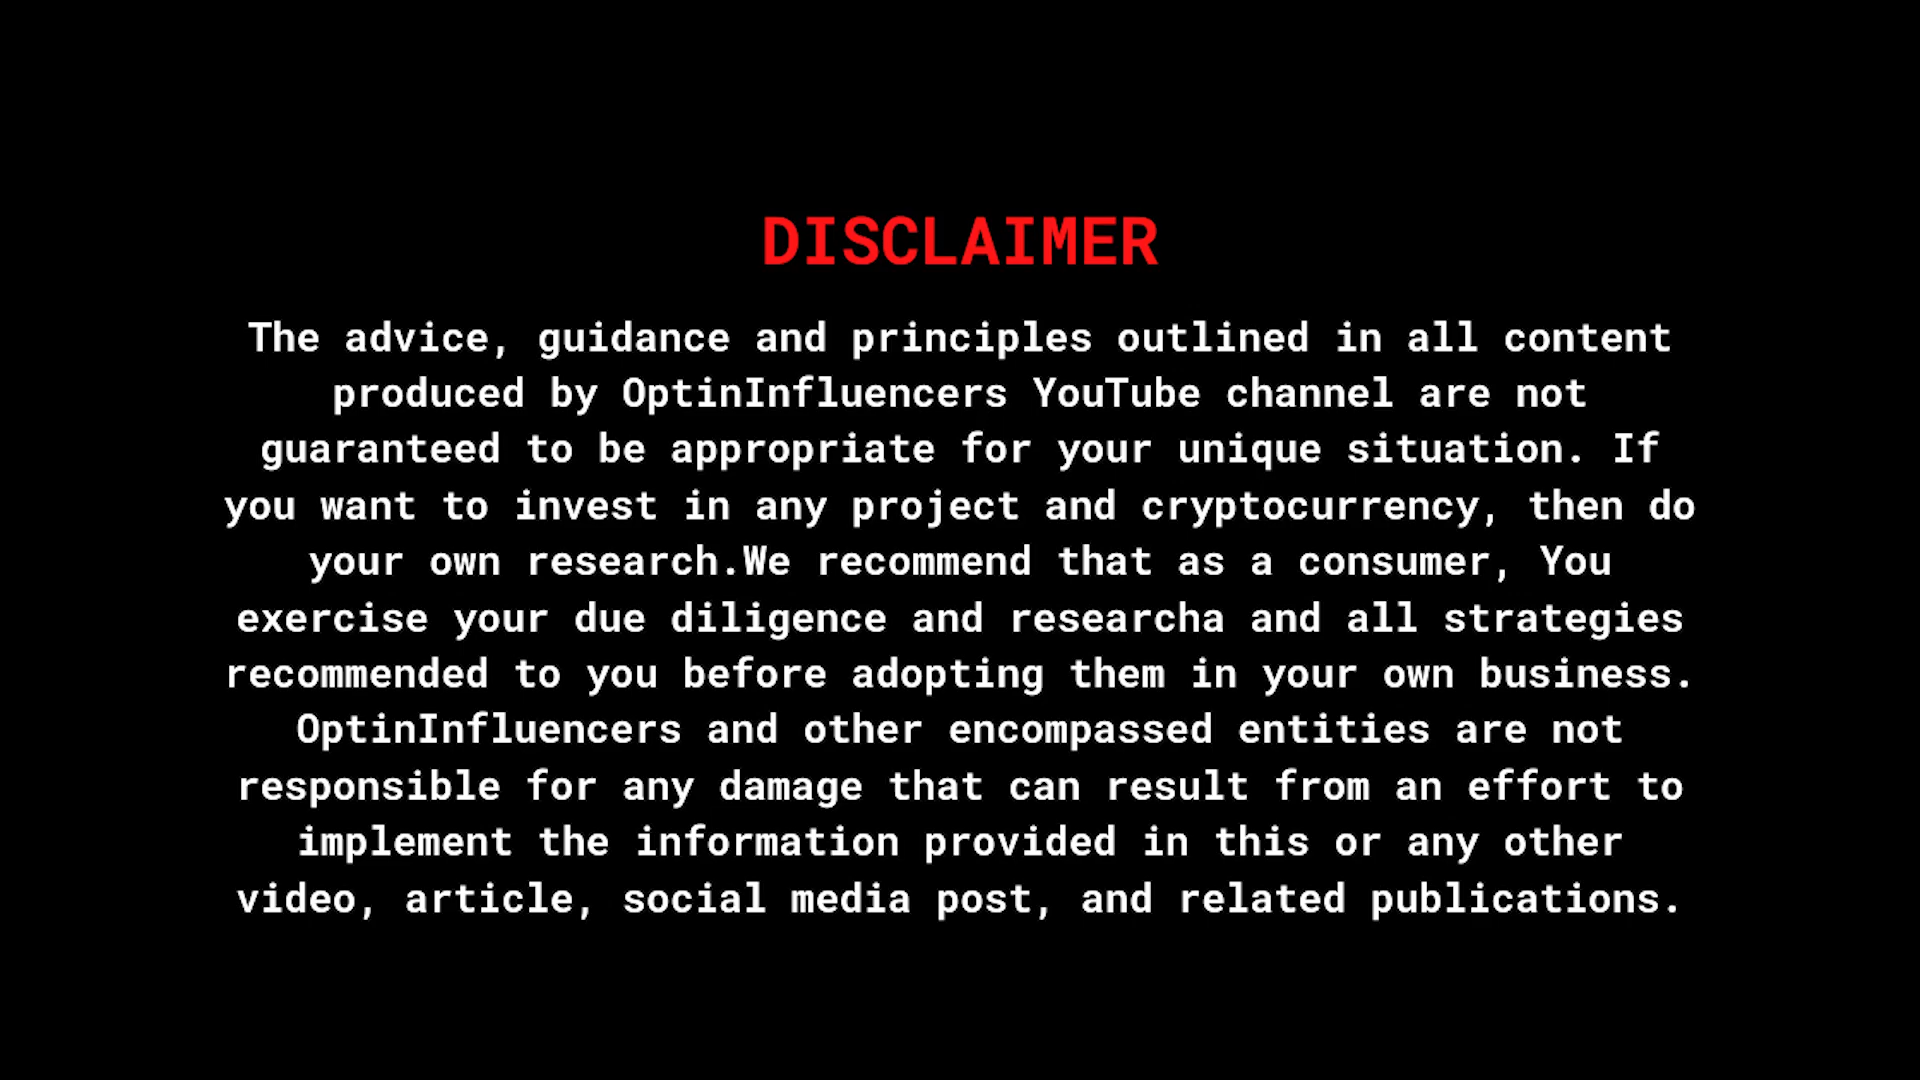 DISCLAIMER
The advice, guidance and principles outlined in all content
produced by OptinInfluencers YouTube channel are not
guaranteed to be appropriate for your unique situation. If
you want to invest in any project and cryptocurrency, then do
your own research.We recommend that as a consumer, You
exercise your due diligence and researcha and all strategies
recommended to you before adopting them in your own business.
OptinInfluencers and other encompassed entities are not
responsible for any damage that can result from an effort to
implement the information provided in this or any other
video, article, social media post, and related publications.